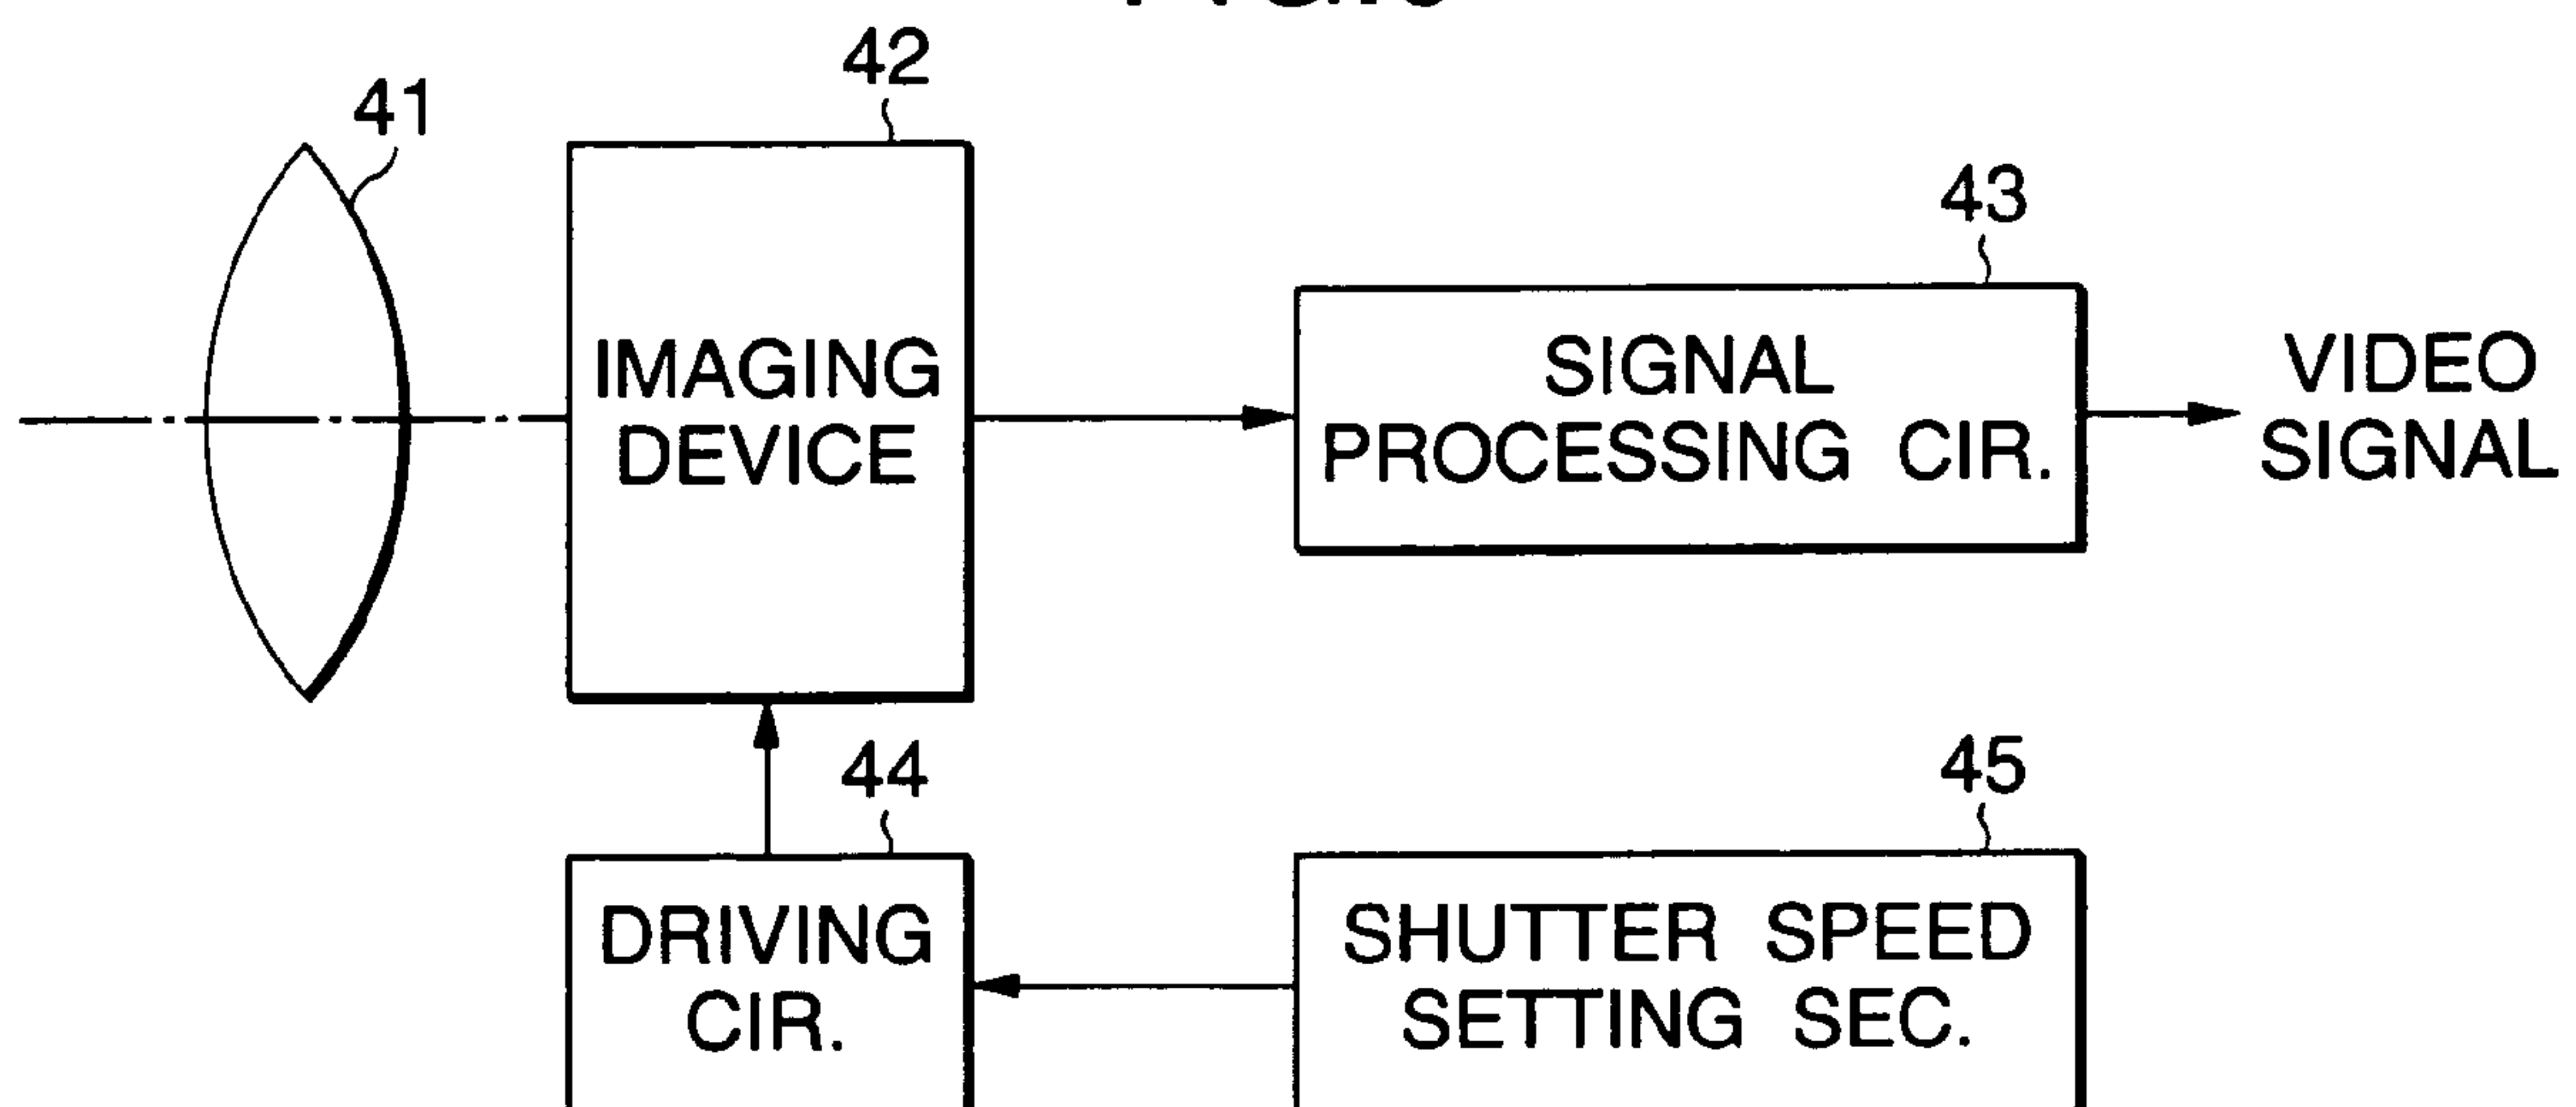 42
41
43
IMAGING
DEVICE
SIGNAL
PROCESSING CIR.
VIDEO
SIGNAL
44
45
DRIVING
CIR.
SHUTTER SPEED
SETTING SEC.